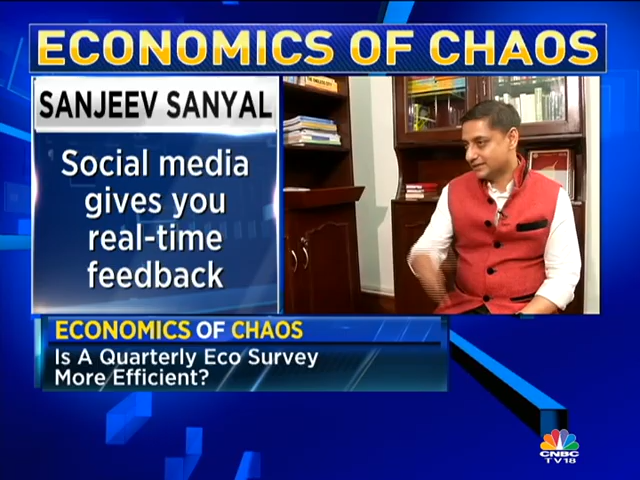 ECONOMICS OF CHAOS
SANJEEV SANYAL
Social media
gives you
real-time
feedback
ECONOMICS OF CHAOS
Is A Quarterly Eco Survey
More Efficient?
CNBC
TV18